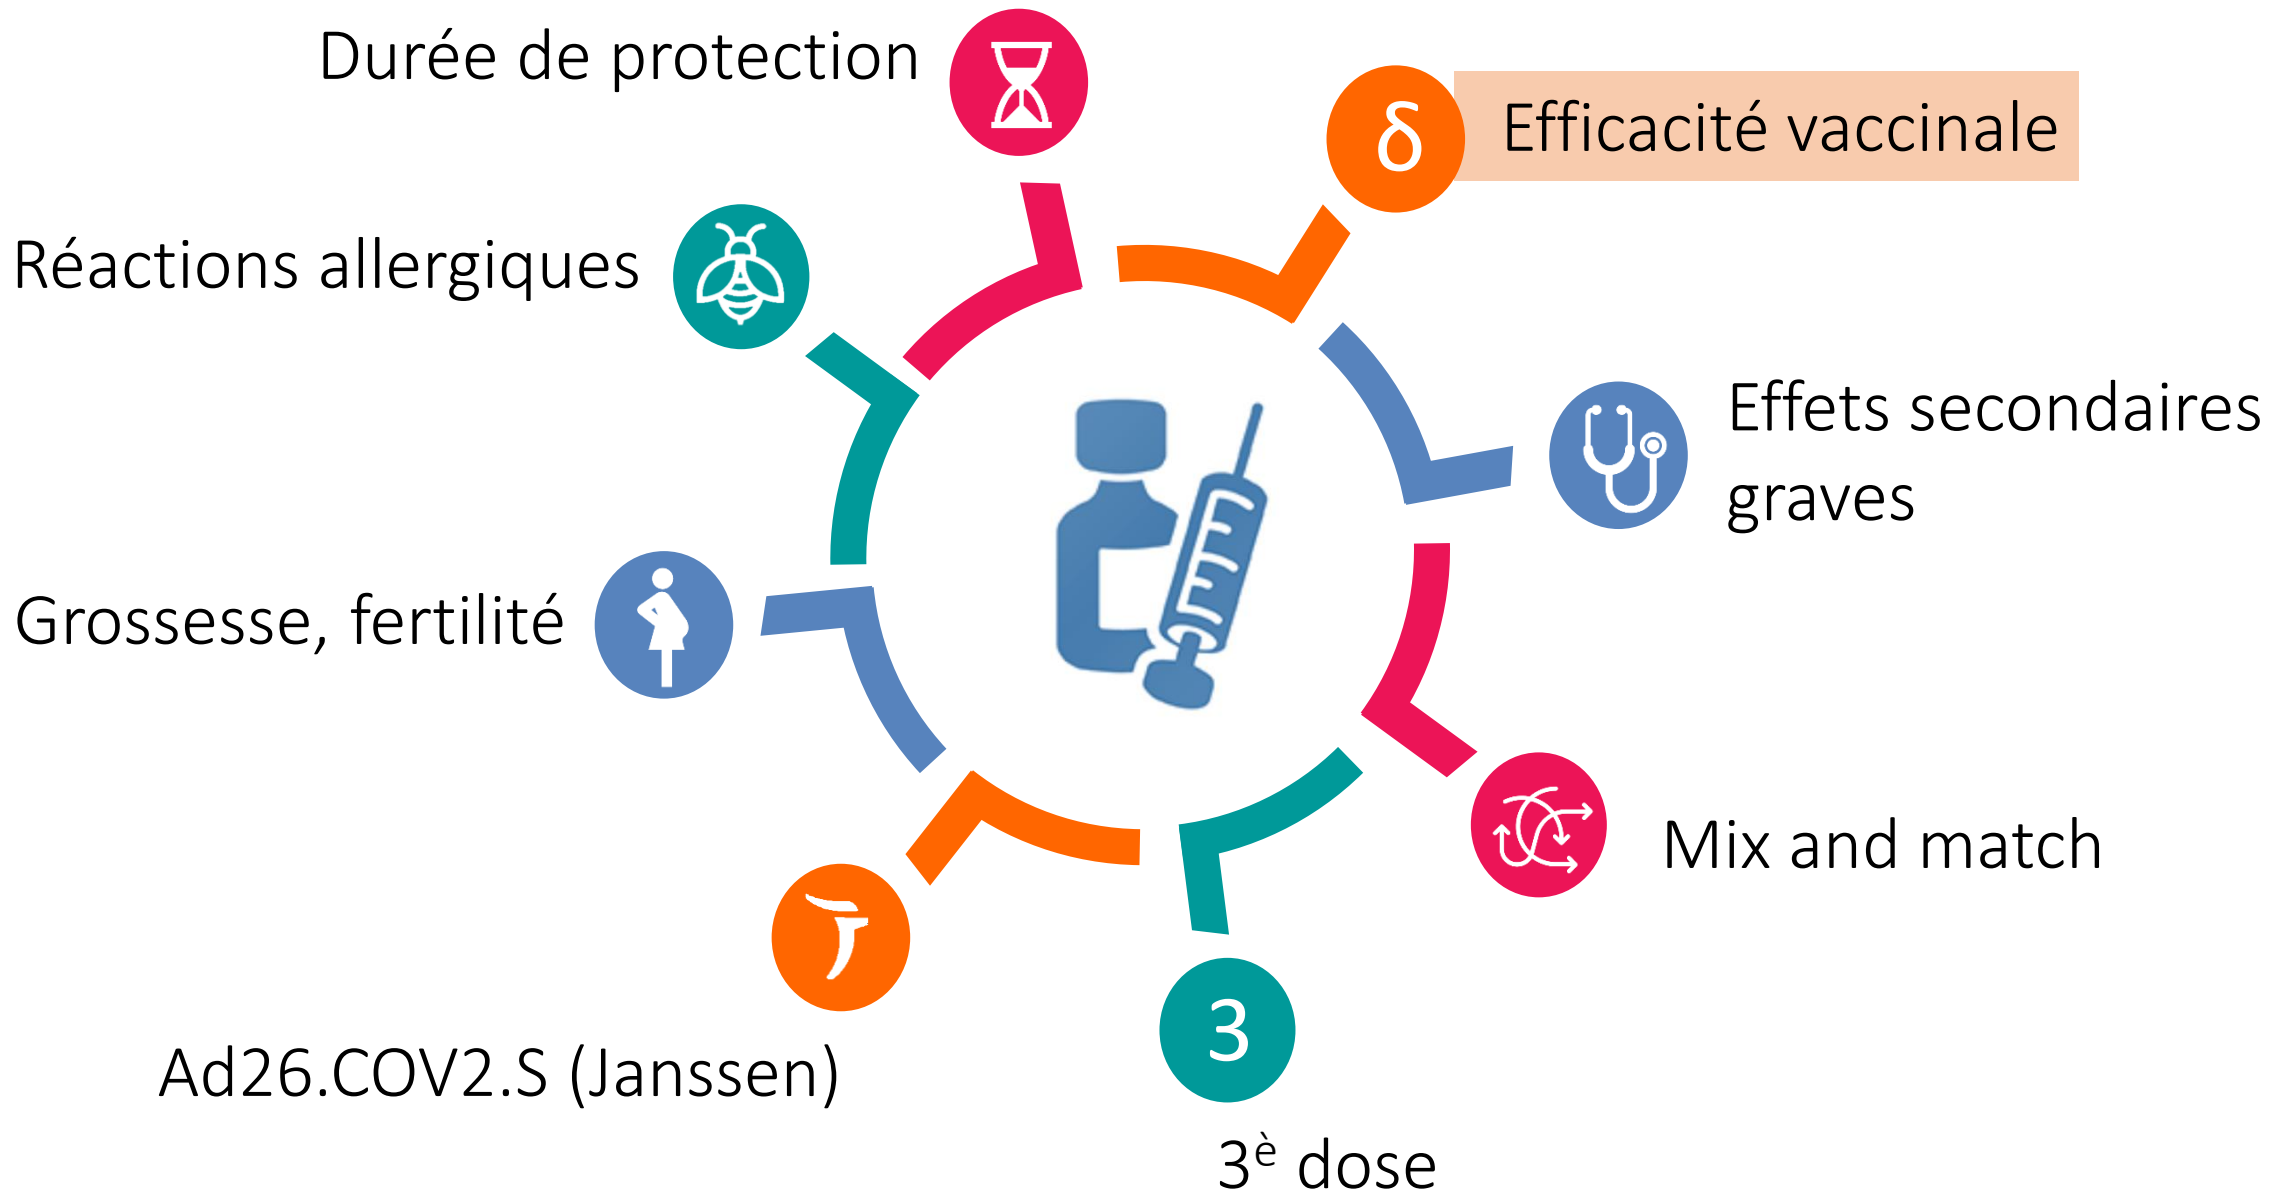 Durée de protection
δ
Efficacité vaccinale
Réactions allergiques
Effets secondaires
graves
Grossesse, fertilité
Mix and match
Ad26.COV2.S (Janssen)
3
3è dose